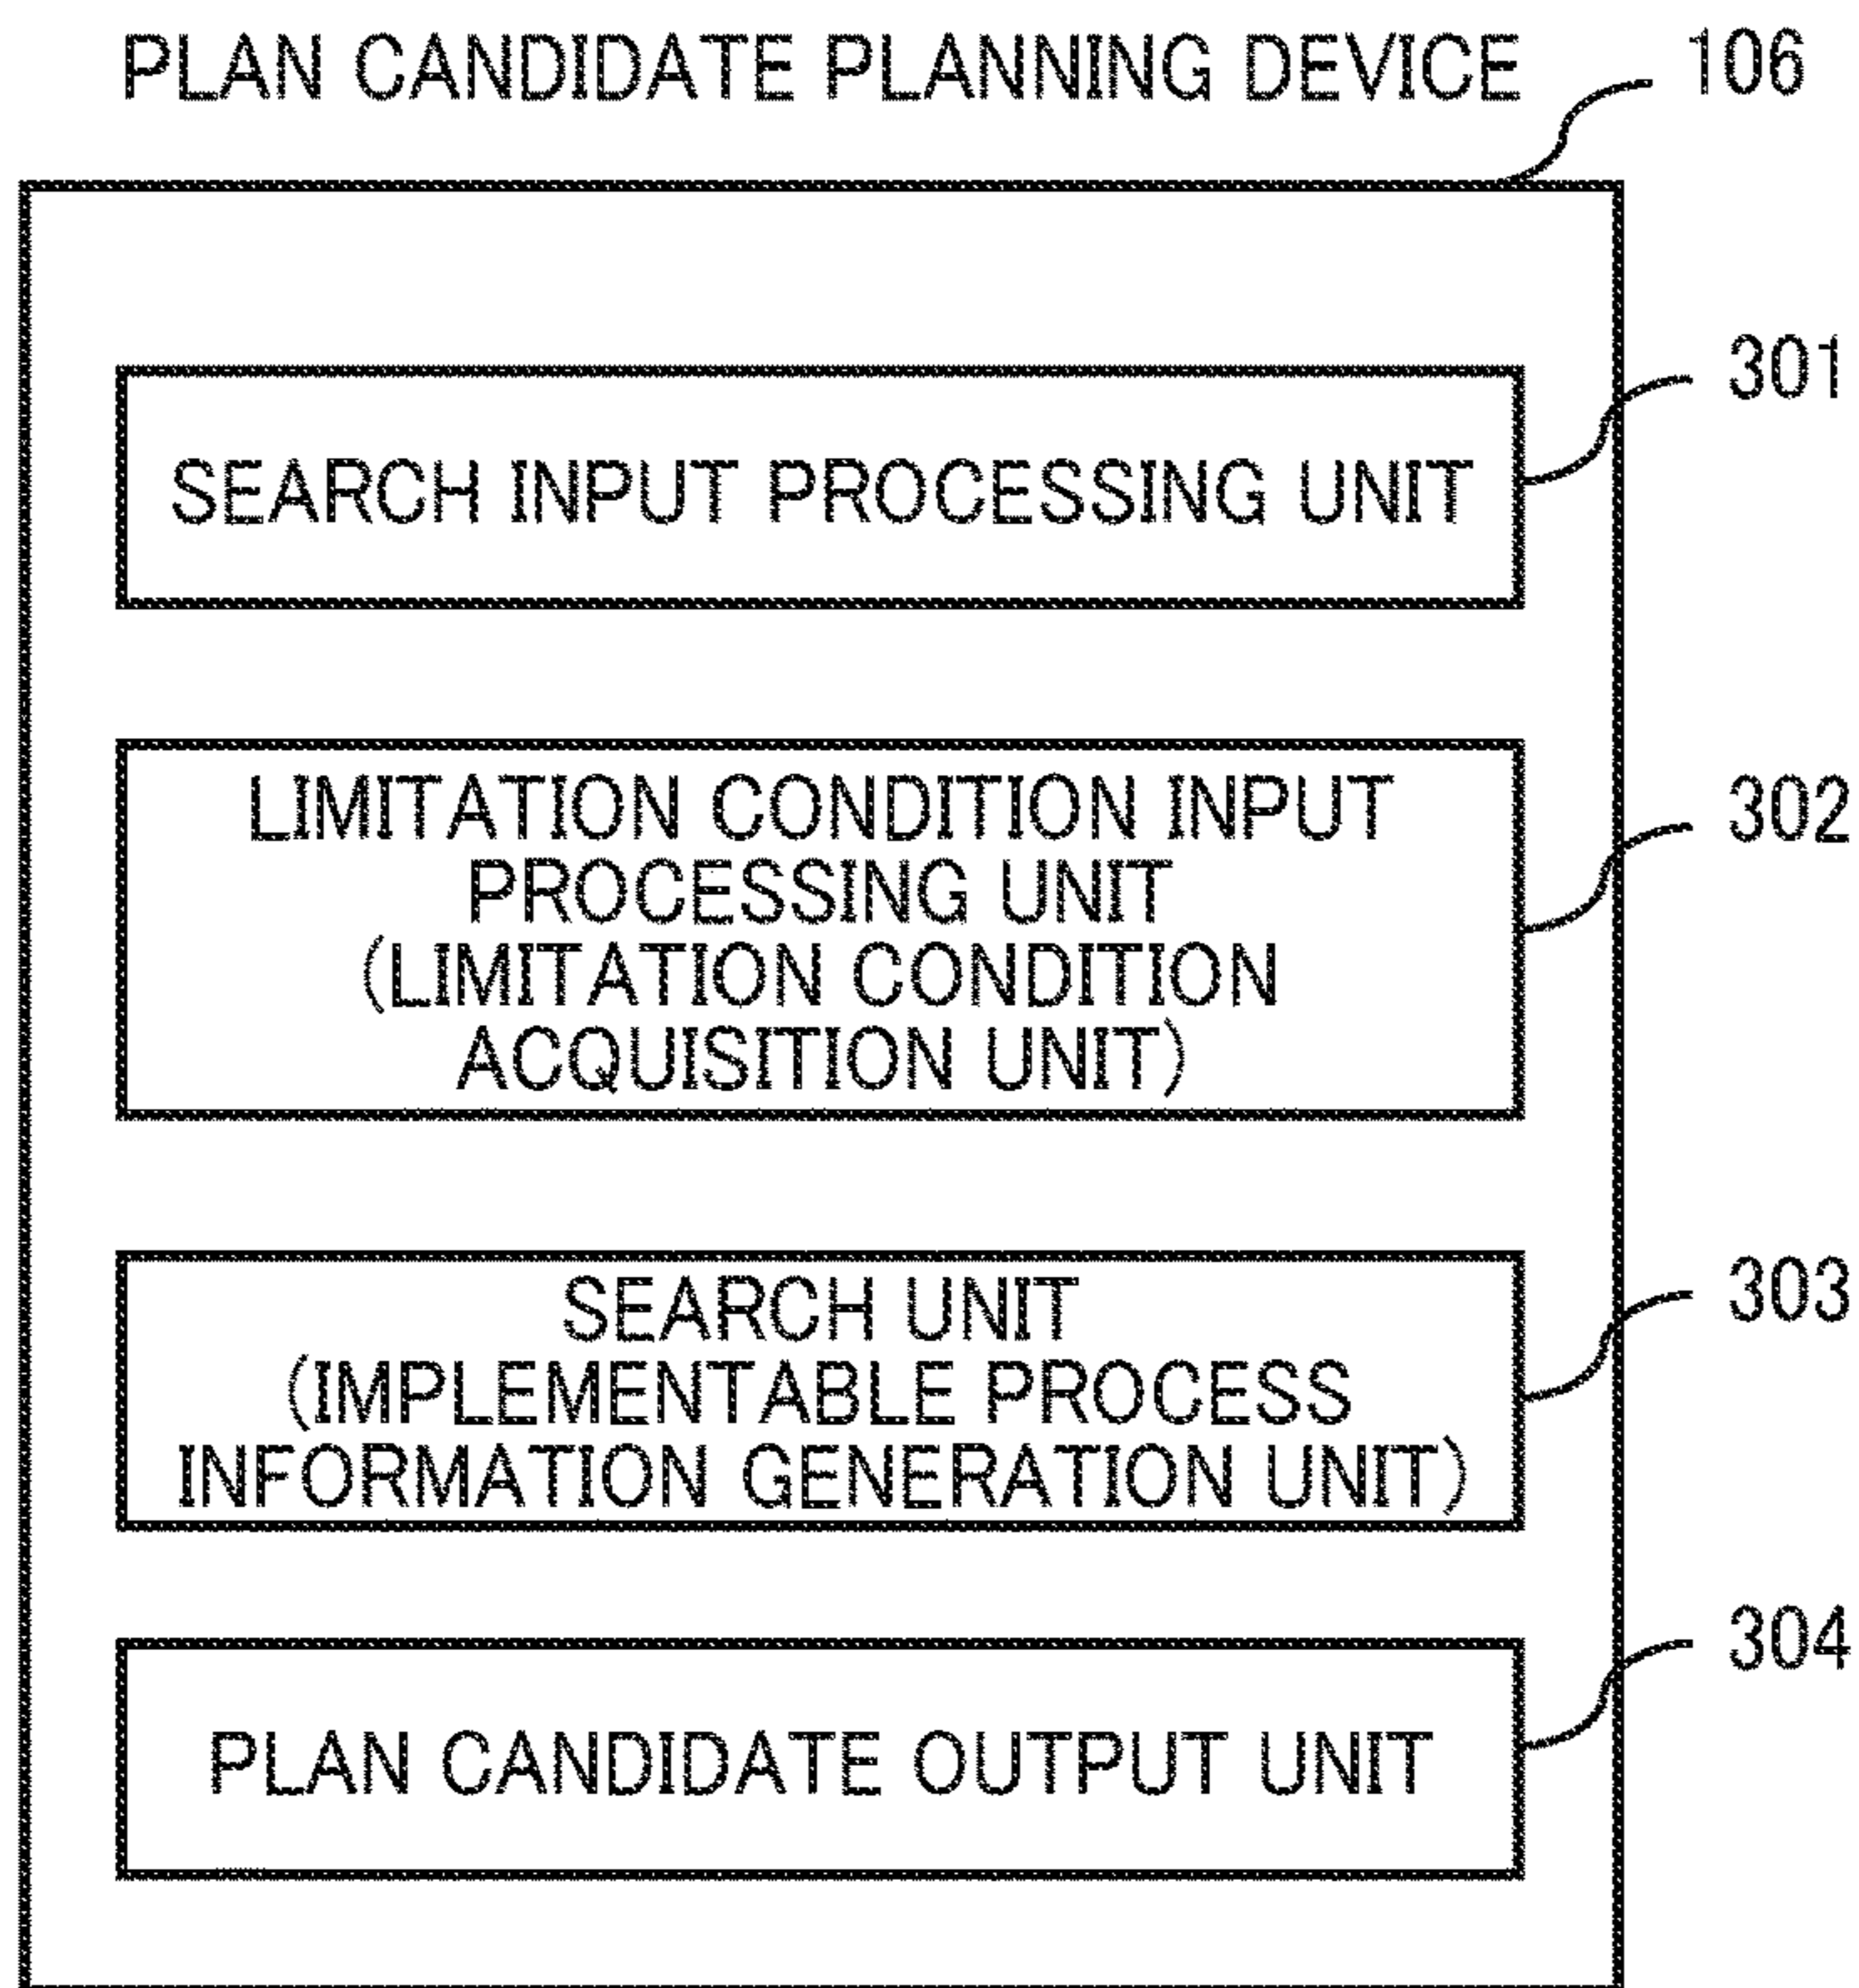 PLAN CANDIDATE PLANNING DEVICE 106
SEARCH INPUT PROCESSING UNIT 301
LIMITATION CONDITION INPUT
PROCESSING UNIT 302
(LIMITATION CONDITION
ACQUISITION UNIT)
SEARCH UNIT 303
(IMPLEMENTABLE PROCESS
INFORMATION GENERATION UNIT)
PLAN CANDIDATE OUTPUT UNIT 304